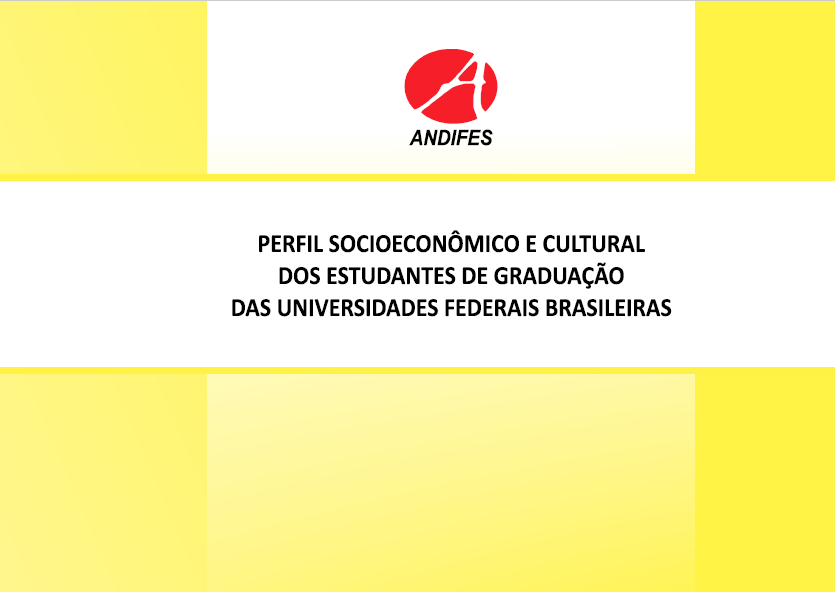 ANDIFES
PERFIL SOCIOECONÔMICO E CULTURAL
DOS ESTUDANTES DE GRADUAÇÃO
DAS UNIVERSIDADES FEDERAIS BRASILEIRAS